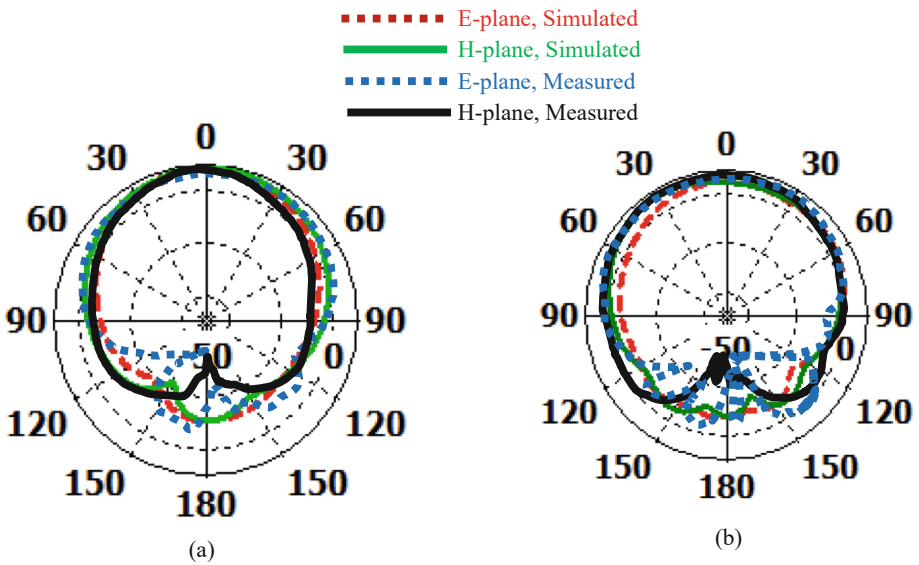 E-plane, Simulated
H-plane, Simulated
E-plane, Measured
H-plane, Measured
0
30 30
60 60
90 90
-50 0
120 120
150 150
180
(a)
0
30 30
60 60
90 90
-50 0
120 120
150 150
180
(b)